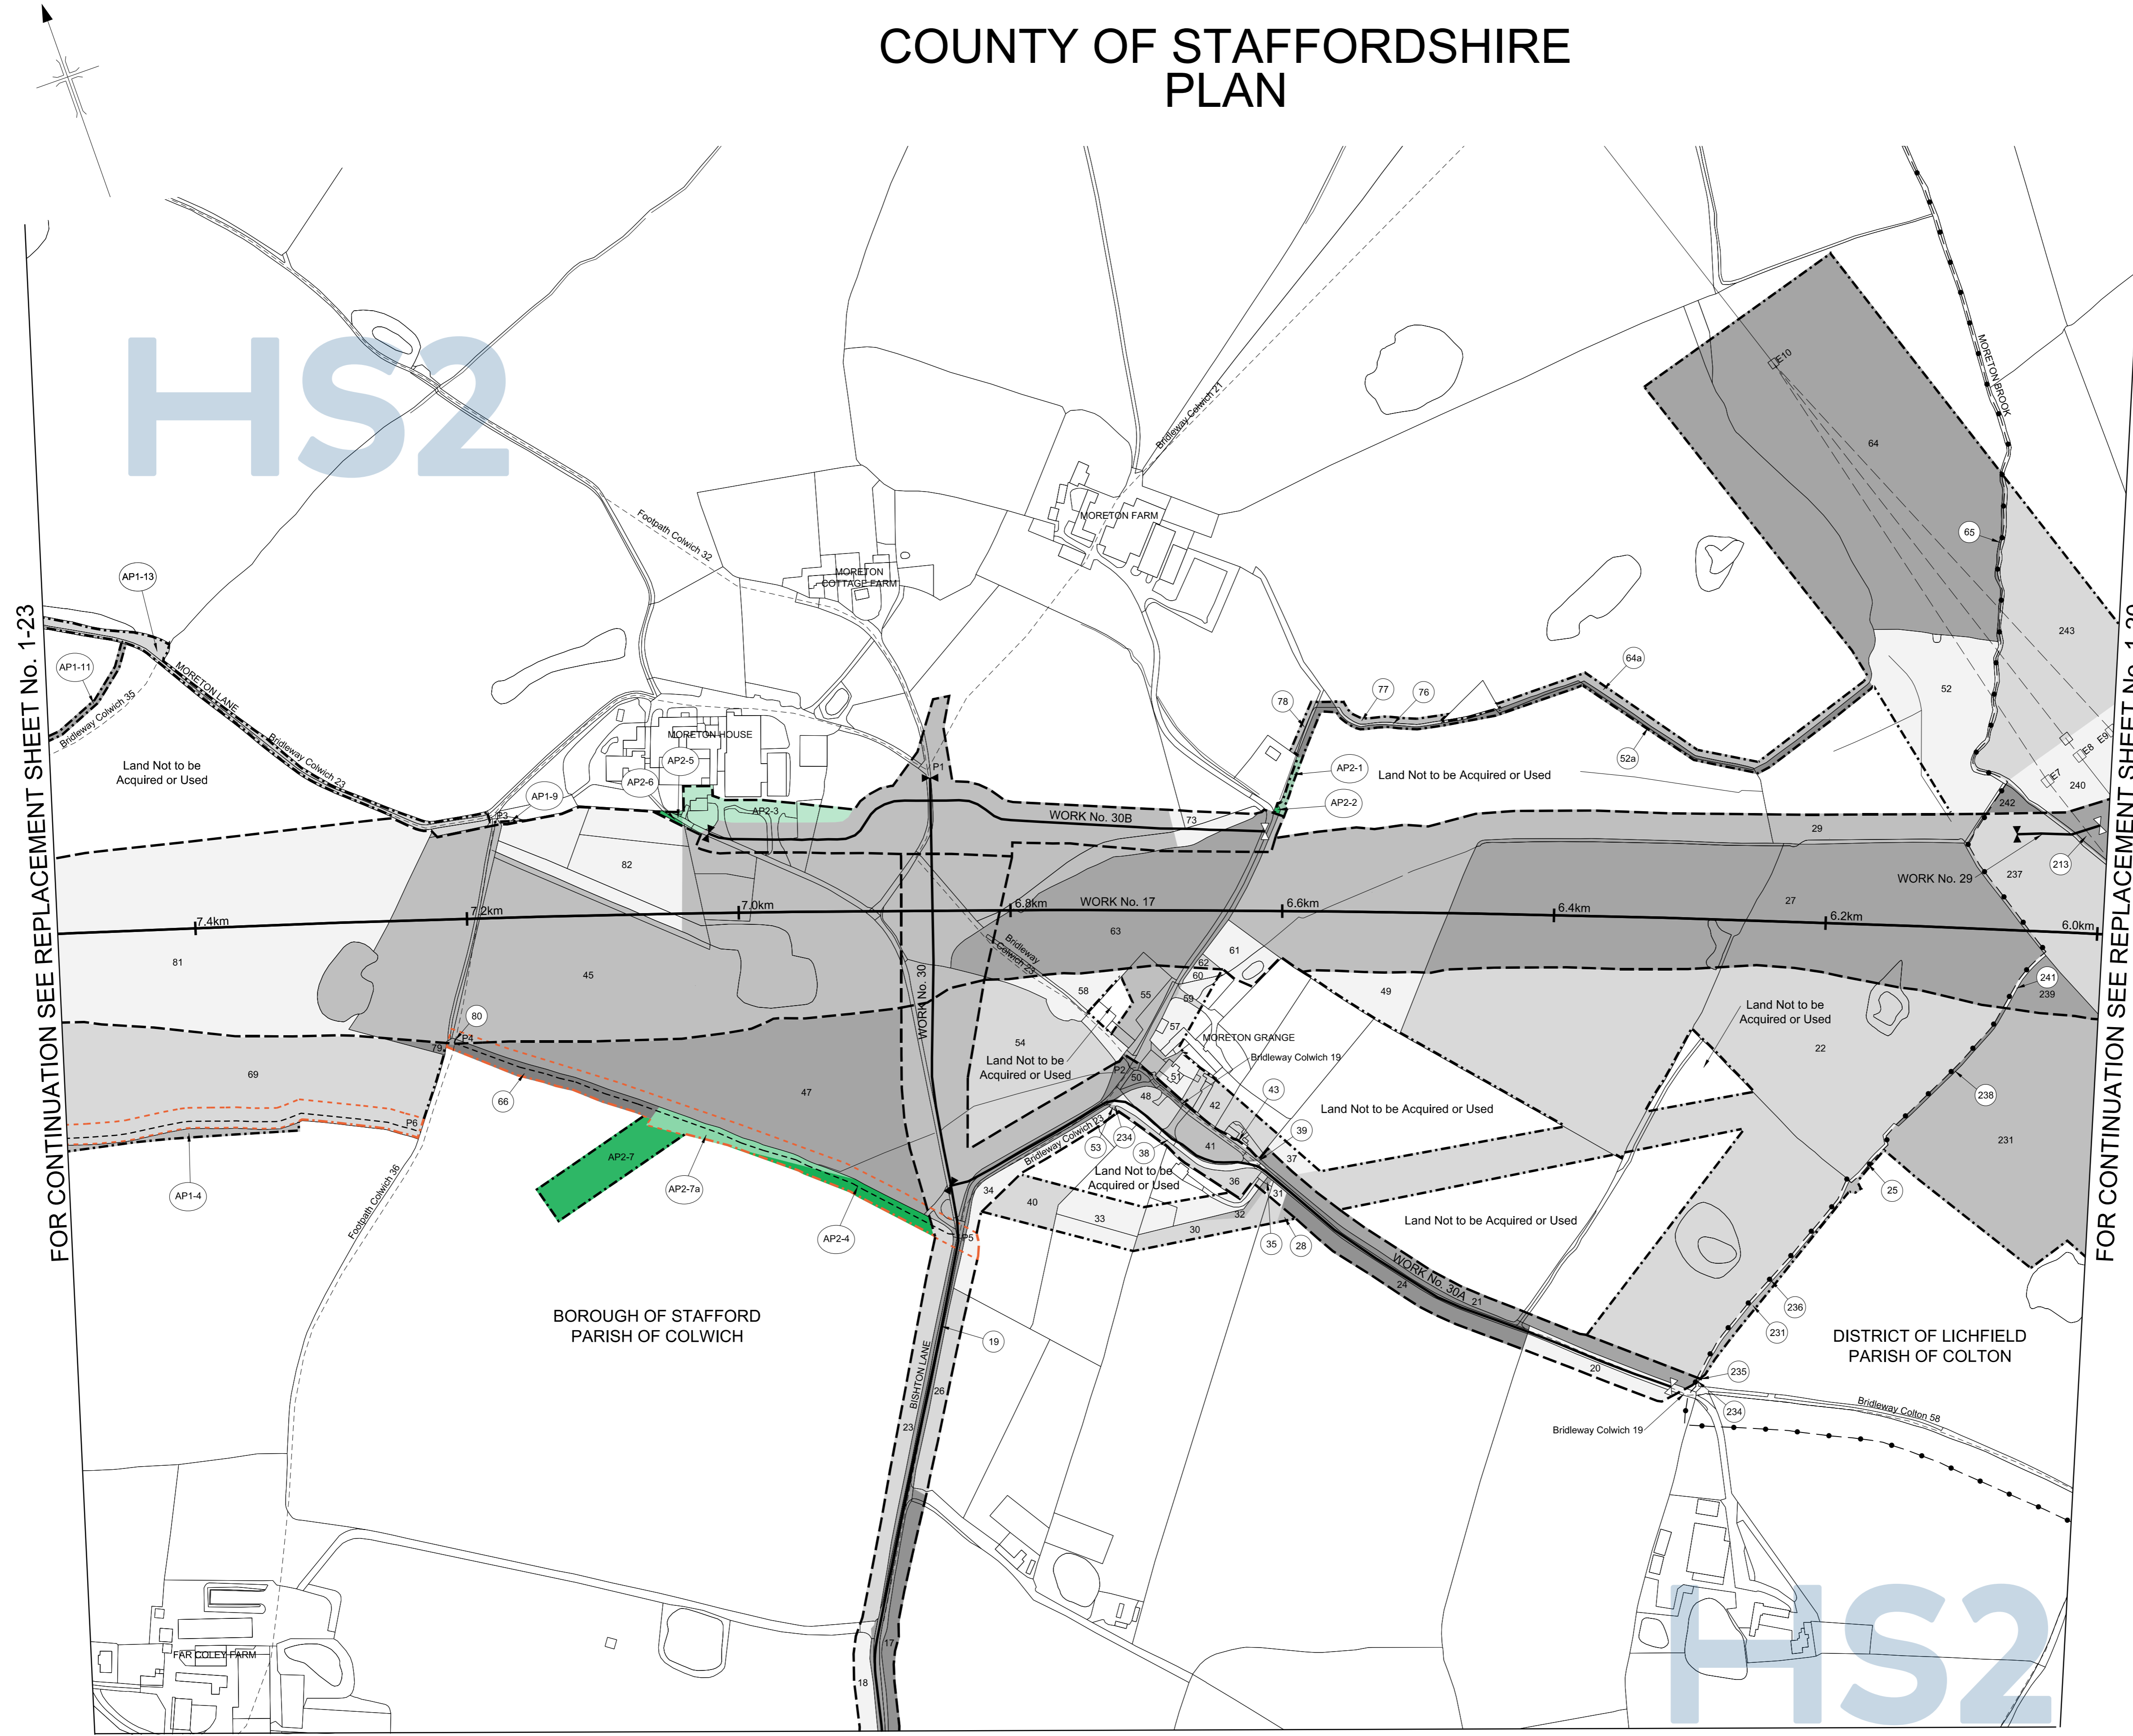 COUNTY OF STAFFORDSHIRE
PLAN
HS2
E10
MORETON BROOK
64
Bridleway Colwich 21
MORETON FARM
Footpath Colwich 32
MORETON
COTTAGE FARM
65
AP1-13
243
FOR CONTINUATION SEE REPLACEMENT SHEET No. 1-23
AP1-11
MORETON LANE
Bridleway Colwich 35
Bridleway Colwich 23
Land Not to be
Acquired or Used
64a
77
76
78
52
52a
MORETON HOUSE
AP2-5
AP2-6
P1
AP2-1
Land Not to be Acquired or Used
E8
E9
E7
240
242
AP1-9
P3
AP2-3
AP2-2
WORK No. 30B
73
29
213
82
237
WORK No. 29
7.4km
7.2km
7.0km
6.8km
WORK No. 17
6.6km
6.4km
27
6.2km
6.0km
63
Bridleway
Colwich 23
61
62
60
81
45
58
55
59
49
241
239
WORK No. 30
Land Not to be
Acquired or Used
80
P4
79
57
MORETON GRANGE
54
Land Not to be
Acquired or Used
Bridleway Colwich 19
22
69
66
47
P2
50
51
43
48
42
238
P6
Bridleway Colwich 23
53
234
38
41
39
Land Not to be Acquired or Used
231
37
AP2-7
AP2-7a
AP1-4
34
Land Not to be
Acquired or Used
36
31
25
40
33
32
30
35
28
Land Not to be Acquired or Used
Footpath Colwich 36
AP2-4
P5
WORK No. 30A
24
21
236
231
BOROUGH OF STAFFORD
PARISH OF COLWICH
19
DISTRICT OF LICHFIELD
PARISH OF COLTON
BISHTON LANE
20
235
26
23
234
Bridleway Colton 58
Bridleway Colwich 19
FOR CONTINUATION SEE REPLACEMENT SHEET No.
FAR COLEY FARM
17
18
HS2